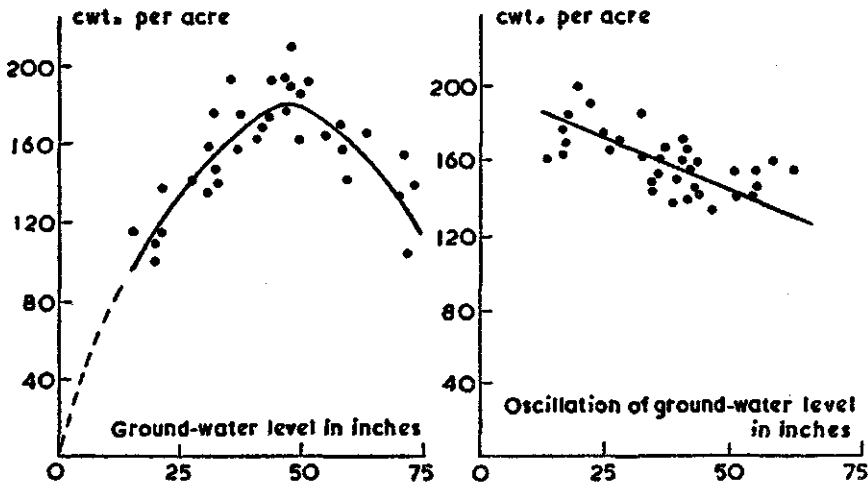 cwt. per acre
200
160
120
80
40
Ground-water level in inches
0 25 50 75
cwt. per acre
200
160
120
80
40
Oscillation of ground-water level
in inches
0 25 50 75